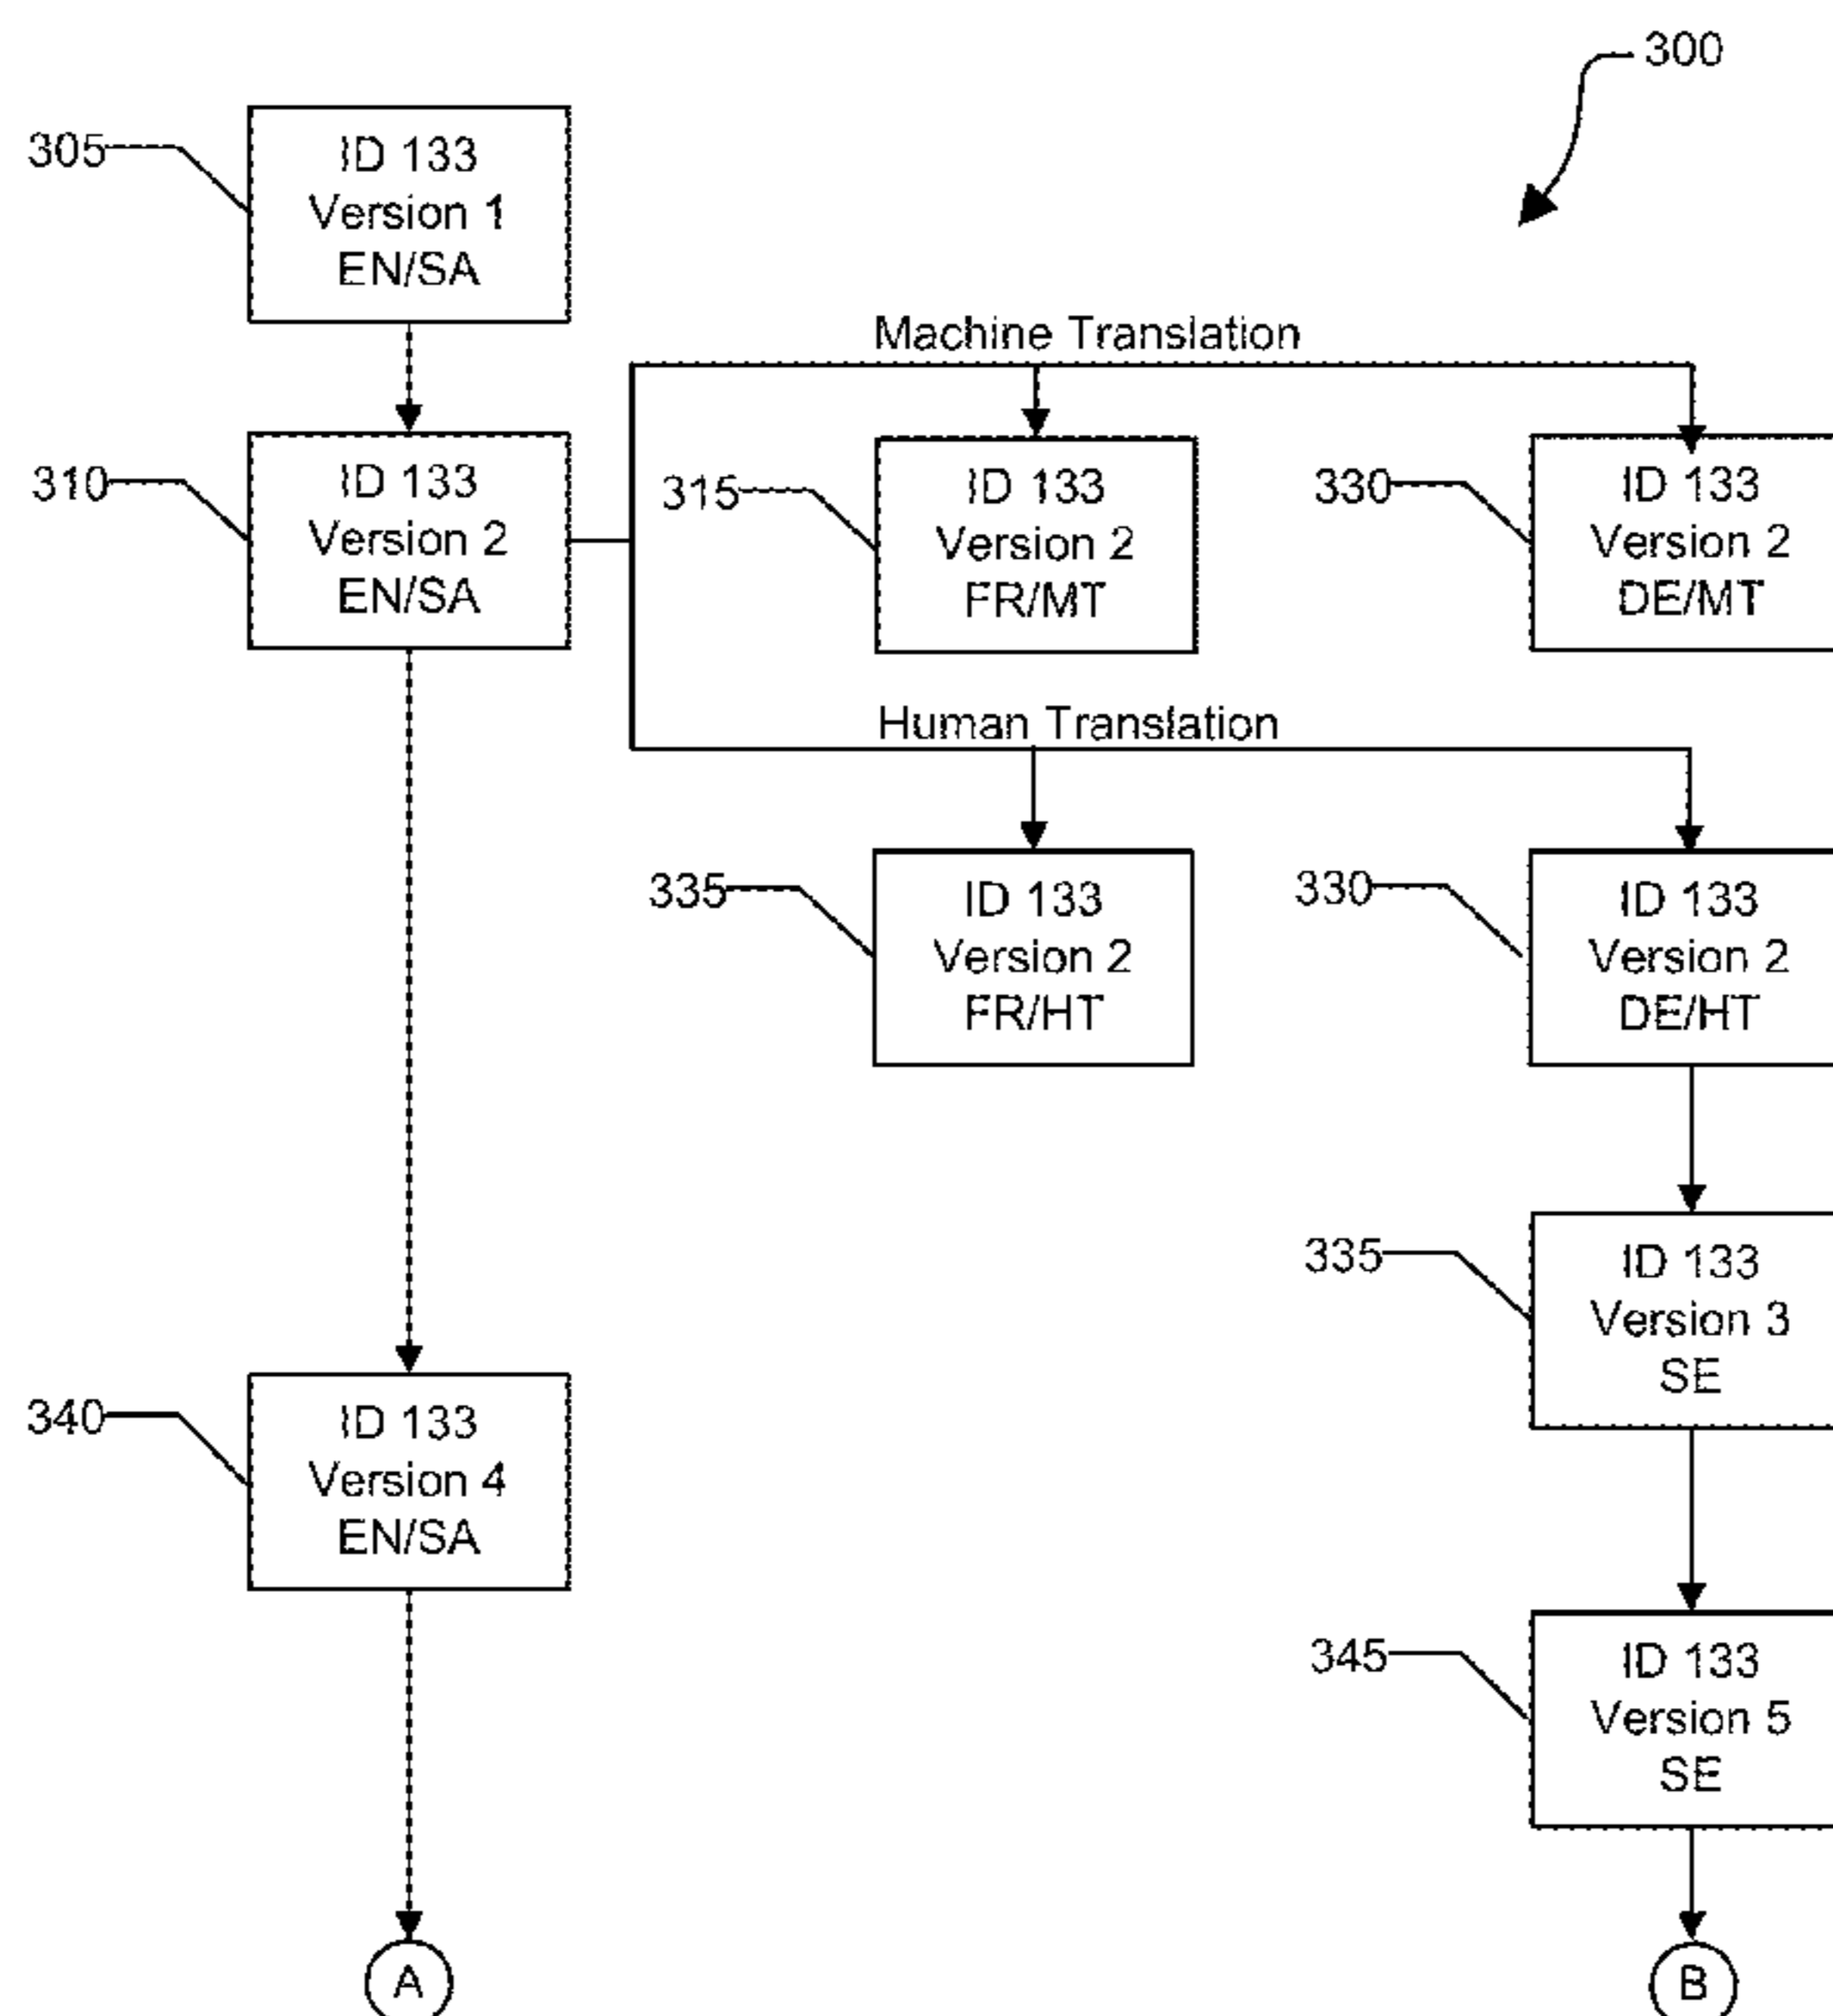 300
305
ID 133
Version 1
EN/SA
Machine Translation
310
ID 133
Version 2
EN/SA
315
ID 133
Version 2
FR/MT
330
ID 133
Version 2
DE/MT
Human Translation
335
ID 133
Version 2
FR/HT
330
ID 133
Version 2
DE/HT
335
ID 133
Version 3
SE
340
ID 133
Version 4
EN/SA
345
ID 133
Version 5
SE
A
B